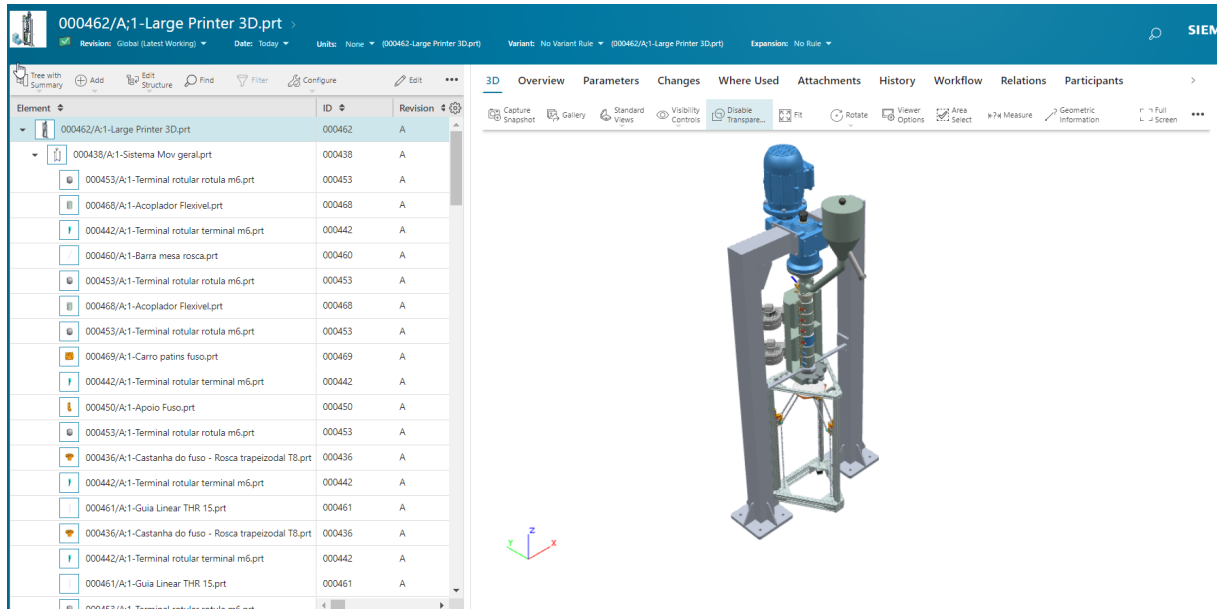 000462/A;1-Large Printer 3D.prt >
Revision: Global (Latest Working) Date: Today Units: None (000462-Large Printer 3D.prt) Variant: No Variant Rule (000462/A;1-Large Printer 3D.prt) Expansion: No Rule
SIEM
Tree with Summary Add Edit Structure Find Filter Configure Edit
Element ID Revision
000462/A;1-Large Printer 3D.prt 000462 A
000438/A;1-Sistema Mov geral.prt 000438 A
000453/A;1-Terminal rotular rotula m6.prt 000453 A
000468/A;1-Acoplador Flexivel.prt 000468 A
000442/A;1-Terminal rotular terminal m6.prt 000442 A
000460/A;1-Barra mesa rosca.prt 000460 A
000453/A;1-Terminal rotular rotula m6.prt 000453 A
000468/A;1-Acoplador Flexivel.prt 000468 A
000453/A;1-Terminal rotular rotula m6.prt 000453 A
000469/A;1-Carro patins fuso.prt 000469 A
000442/A;1-Terminal rotular terminal m6.prt 000442 A
000450/A;1-Apoio Fuso.prt 000450 A
000453/A;1-Terminal rotular rotula m6.prt 000453 A
000436/A;1-Castanha do fuso - Rosca trapeizodal T8.prt 000436 A
000442/A;1-Terminal rotular terminal m6.prt 000442 A
000461/A;1-Guia Linear THR 15.prt 000461 A
000436/A;1-Castanha do fuso - Rosca trapeizodal T8.prt 000436 A
000442/A;1-Terminal rotular terminal m6.prt 000442 A
000461/A;1-Guia Linear THR 15.prt 000461 A
000453/A;1-Terminal rotular rotula m6.prt 000453 A
3D Overview Parameters Changes Where Used Attachments History Workflow Relations Participants
Capture Snapshot Gallery Standard Views Visibility Controls Disable Transpare... Fit Rotate Viewer Options Area Select Measure Geometric Information Full Screen
Z
Y X